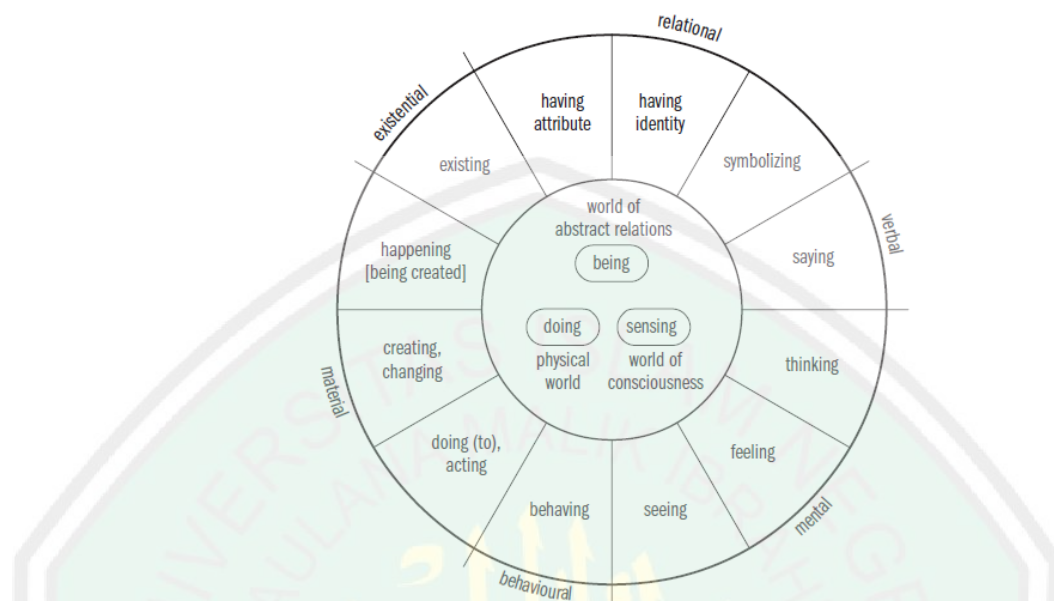 relational
existential
having
attribute
having
identity
existing
symbolizing
verbal
world of
abstract relations
being
happening
[being created]
saying
doing
sensing
physical
world
world of
consciousness
creating,
changing
thinking
material
doing (to),
acting
feeling
behaving
seeing
mental
behavioural